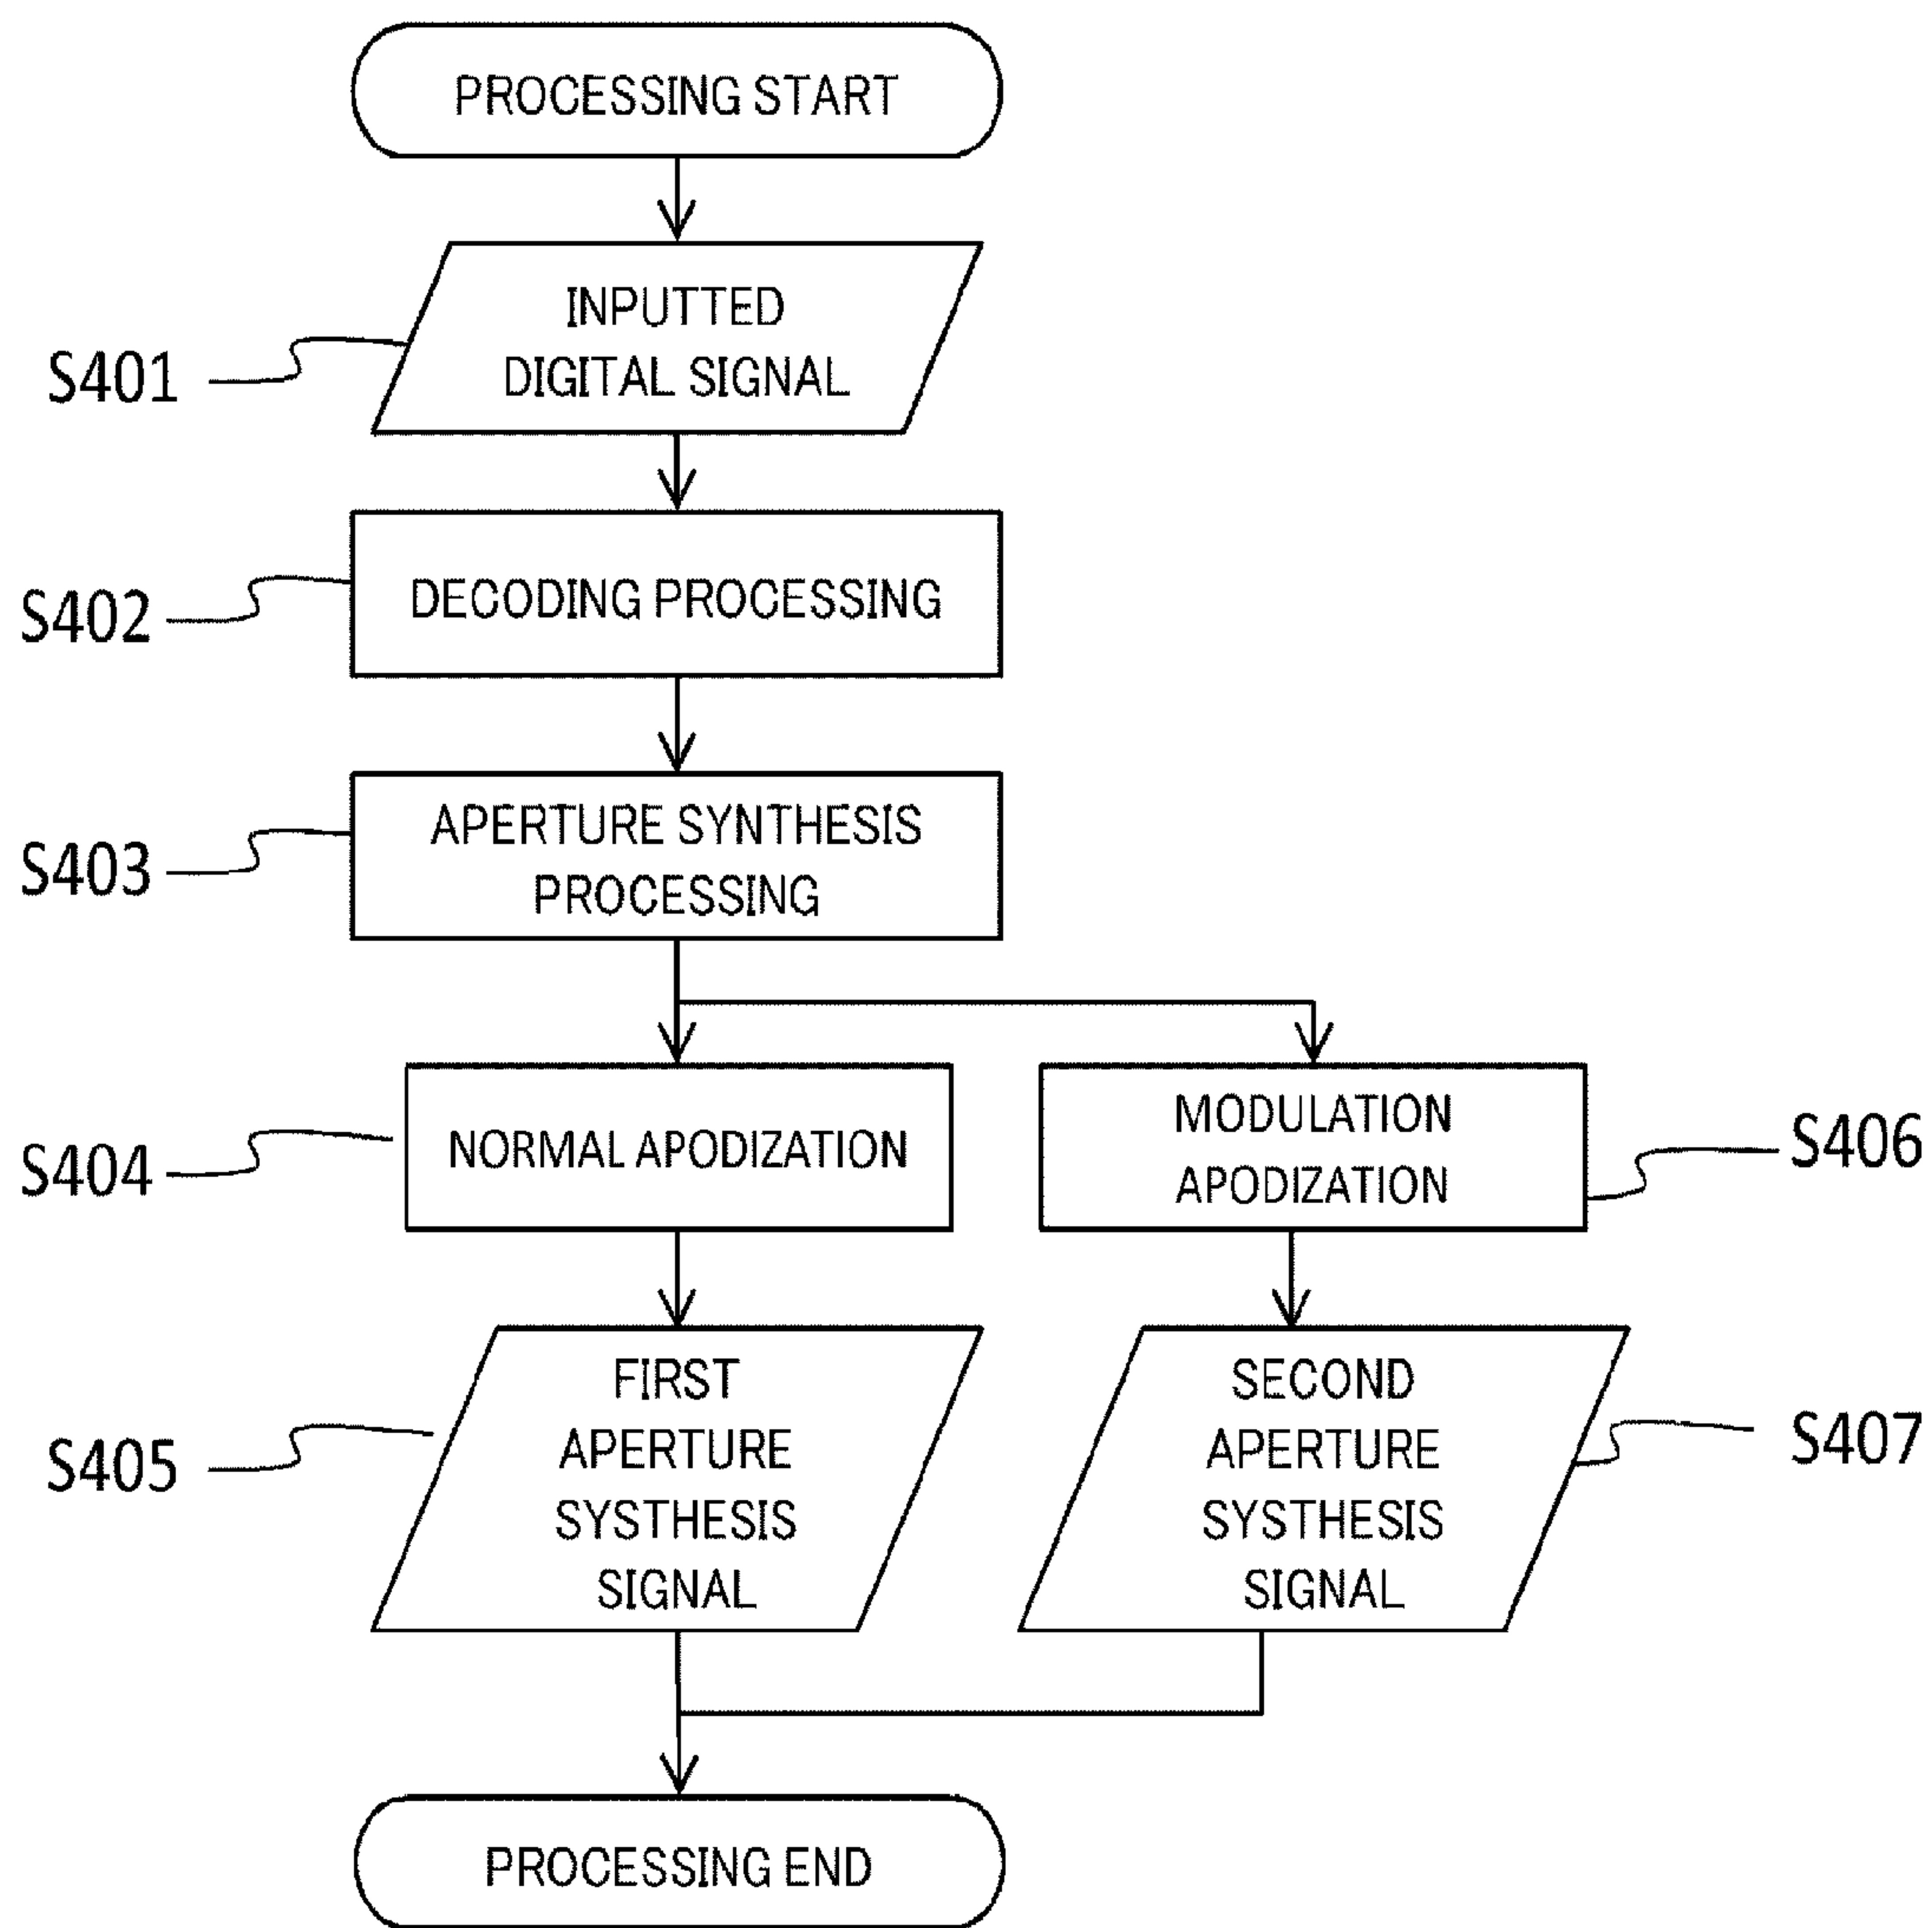 PROCESSING START
INPUTTED
DIGITAL SIGNAL
S401
DECODING PROCESSING
S402
APERTURE SYNTHESIS
PROCESSING
S403
NORMAL APODIZATION
S404
MODULATION
APODIZATION
S406
FIRST
APERTURE
SYSTHESIS
SIGNAL
S405
SECOND
APERTURE
SYSTHESIS
SIGNAL
S407
PROCESSING END